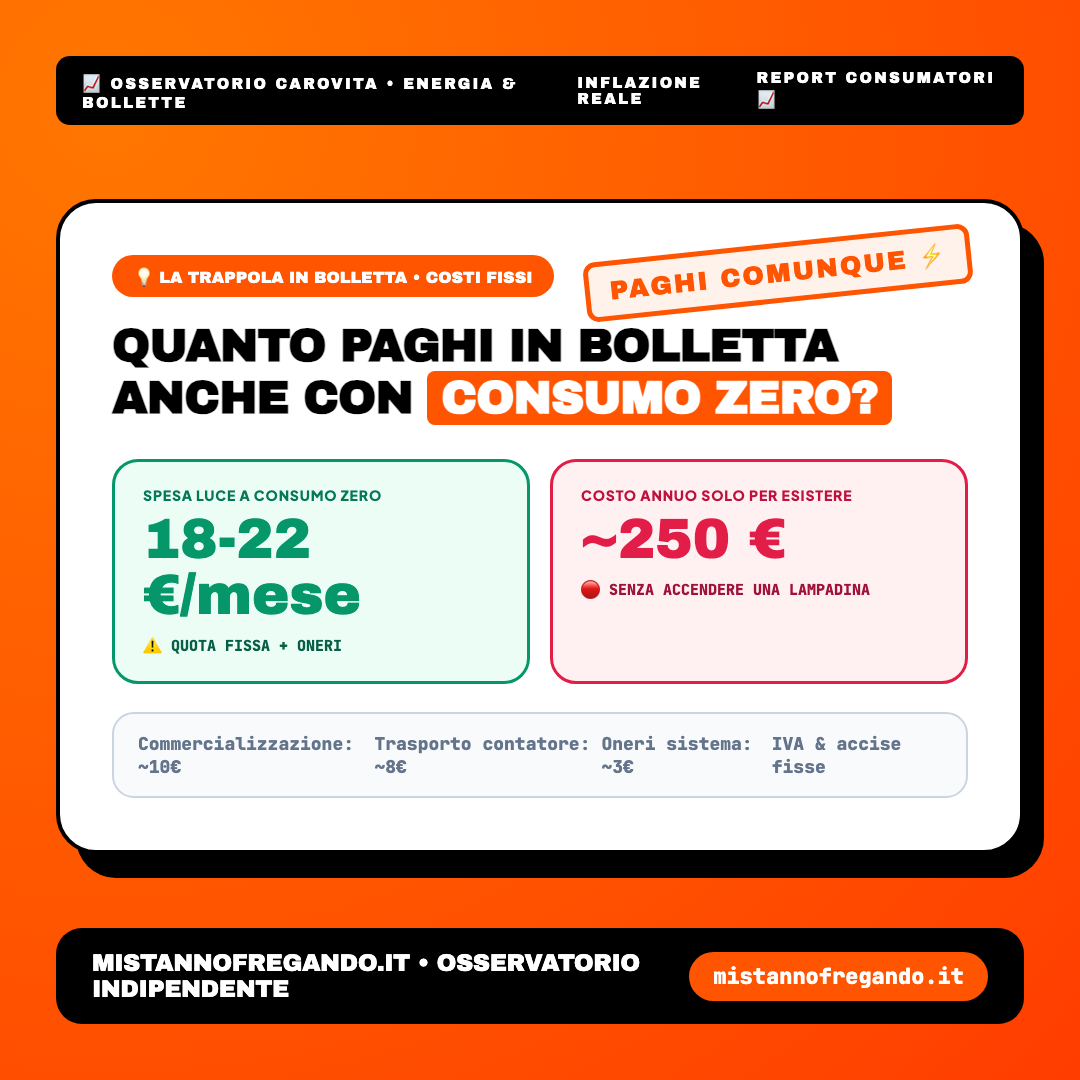 📈 OSSERVATORIO CAROVITA • ENERGIA &
BOLLETTE
INFLAZIONE
REALE
REPORT CONSUMATORI
📈
💡 LA TRAPPOLA IN BOLLETTA • COSTI FISSI
PAGHI COMUNQUE ⚡
QUANTO PAGHI IN BOLLETTA
ANCHE CON CONSUMO ZERO?
SPESA LUCE A CONSUMO ZERO
18-22
€/mese
⚠️ QUOTA FISSA + ONERI
COSTO ANNUO SOLO PER ESISTERE
~250 €
🔴 SENZA ACCENDERE UNA LAMPADINA
Commercializzazione:
~10€
Trasporto contatore:
~8€
Oneri sistema:
~3€
IVA & accise
fisse
MISTANNOFREGANDO.IT • OSSERVATORIO
INDIPENDENTE
mistannofregando.it